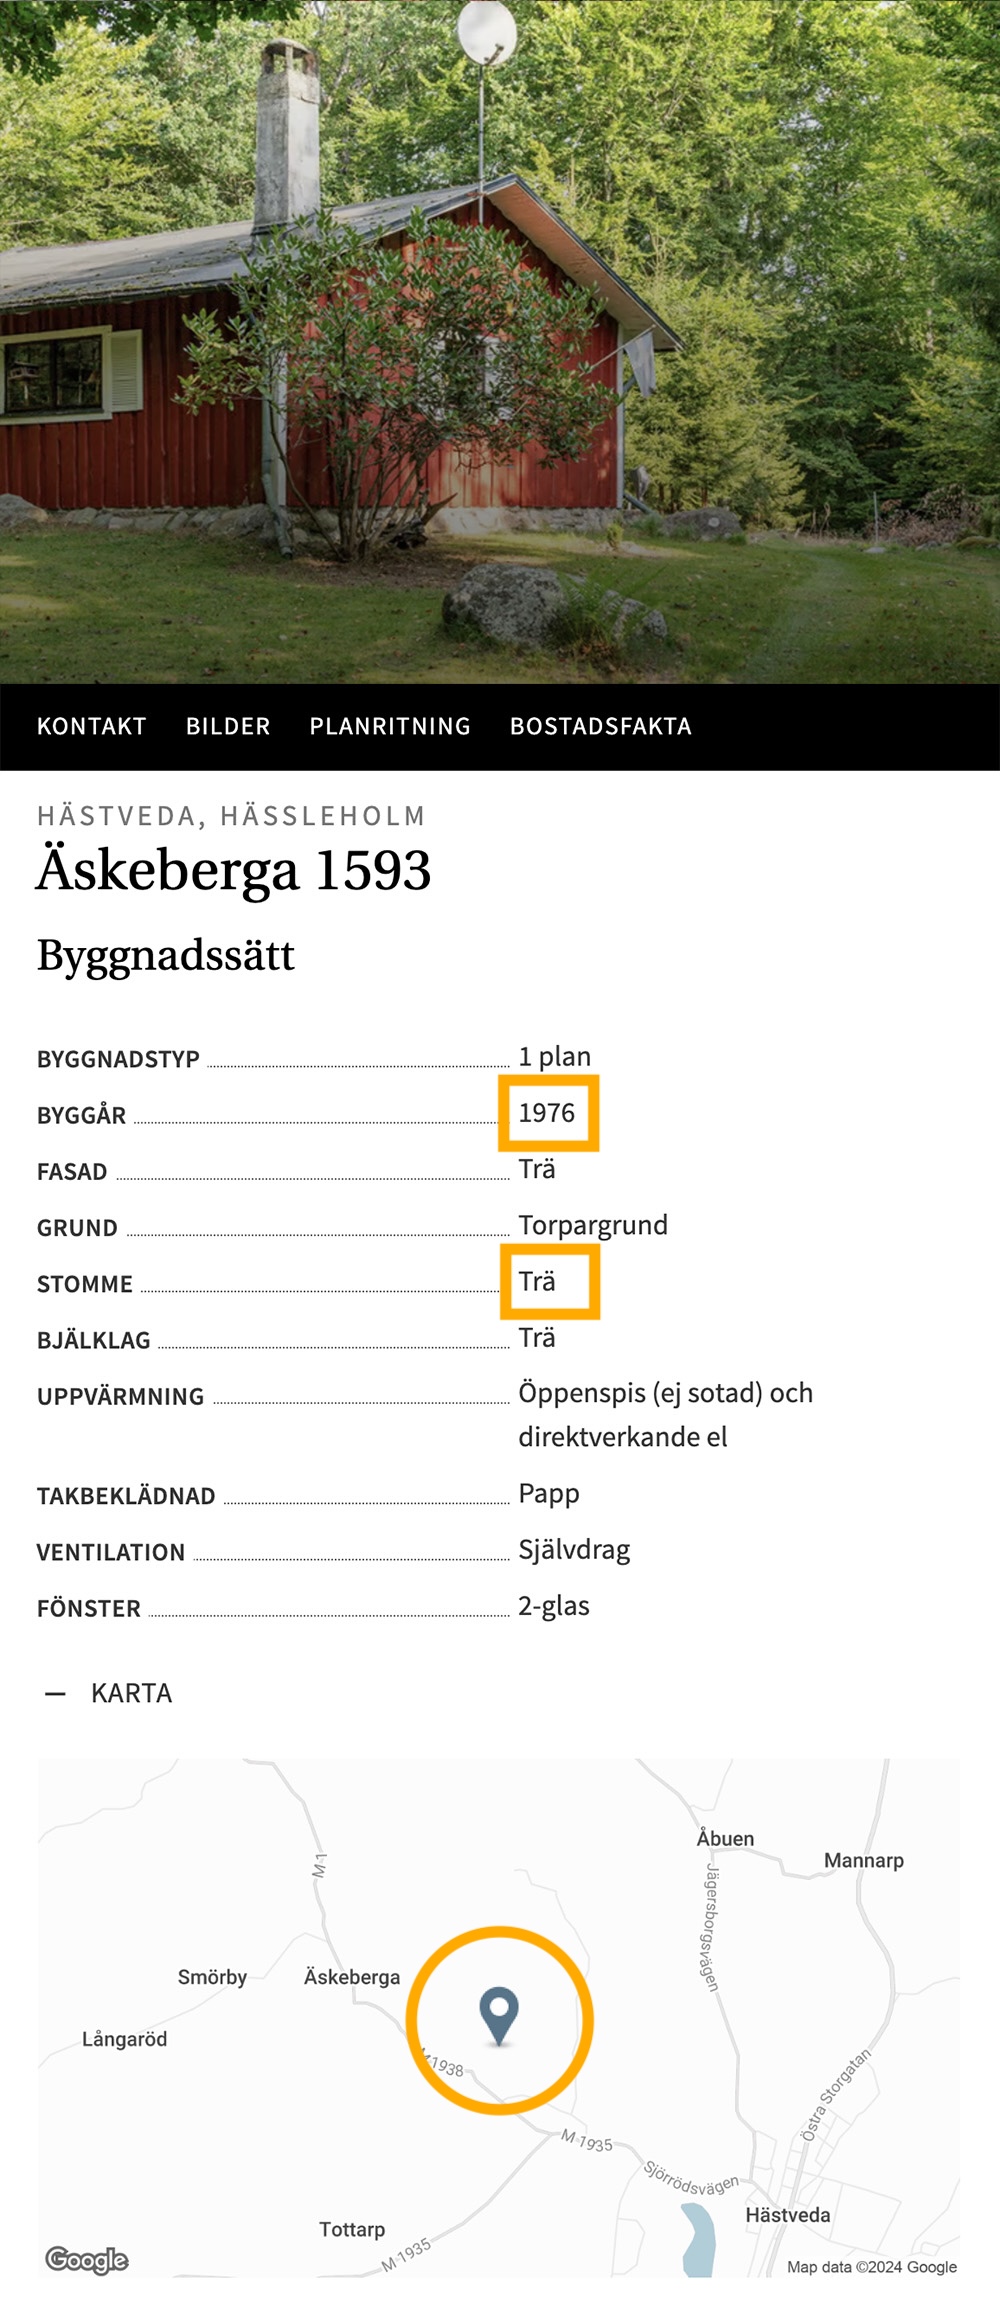 KONTAKT BILDER PLANRITNING BOSTADSFAKTA
HÄSTVEDA, HÄSSLEHOLM
Äskeberga 1593
Byggnadssätt
BYGGNADSTYP 1 plan
BYGGÅR 1976
FASAD Trä
GRUND Torpargrund
STOMME Trä
BJÄLKLAG Trä
UPPVÄRMNING Öppenspis (ej sotad) och
direktverkande el
TAKBEKLÄDNAD Papp
VENTILATION Självdrag
FÖNSTER 2-glas
— KARTA
Åbuen
Mannarp
M 1
Jägersborgsvägen
Smörby
Äskeberga
Långaröd
M 1938
Östra Storgatan
M 1935
Sjörrödsvägen
Hästveda
Tottarp
M 1935
Google
Map data ©2024 Google